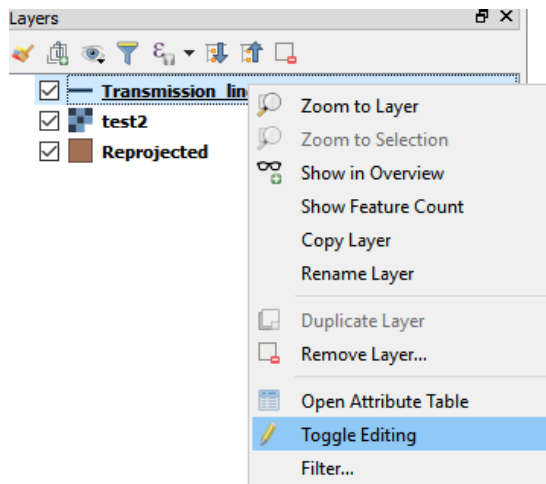 Layers
Transmission_lin
test2
Reprojected
Zoom to Layer
Zoom to Selection
Show in Overview
Show Feature Count
Copy Layer
Rename Layer
Duplicate Layer
Remove Layer...
Open Attribute Table
Toggle Editing
Filter...